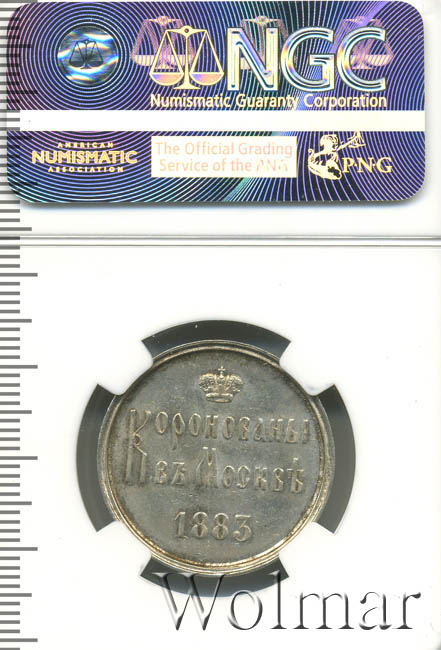 NGC
Numismatic Guaranty Corporation
AMERICAN
NUMISMATIC
ASSOCIATION
The Official Grading
Service of the ANA
PNG
Коронованы
въ Москвѣ
1883
Wolmar